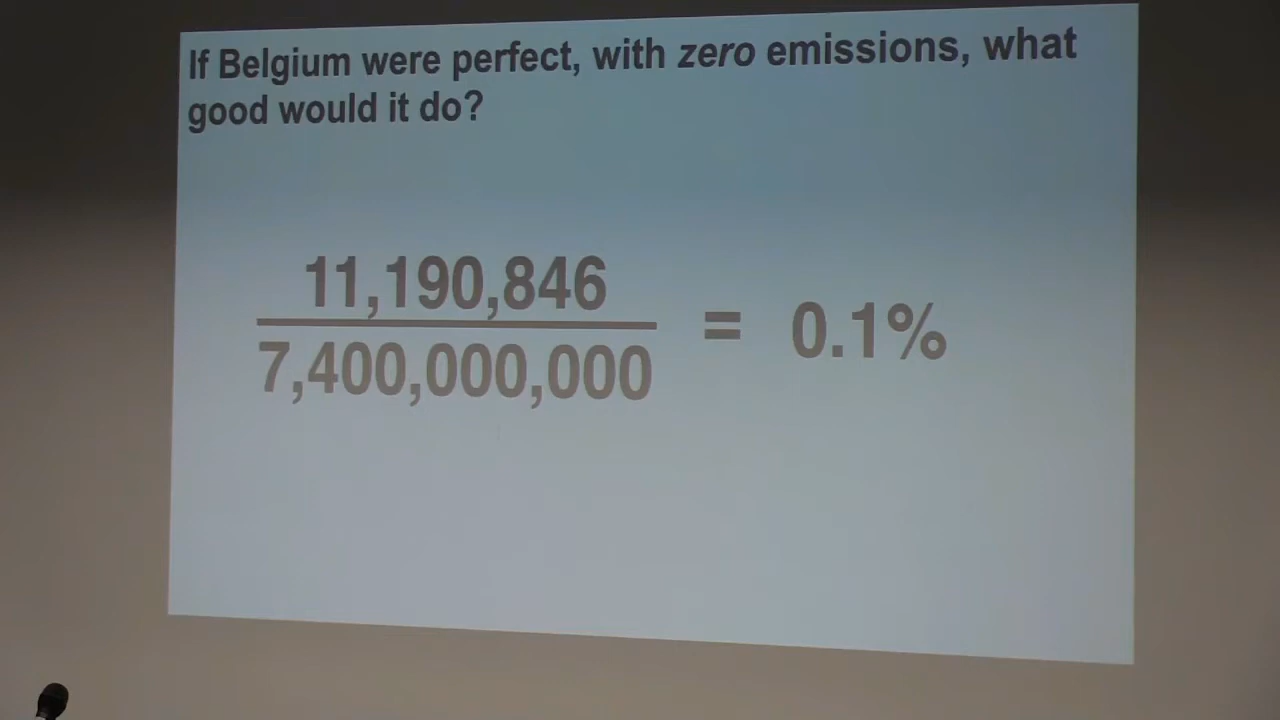 If Belgium were perfect, with zero emissions, what
good would it do?
11,190,846
7,400,000,000
= 0.1%